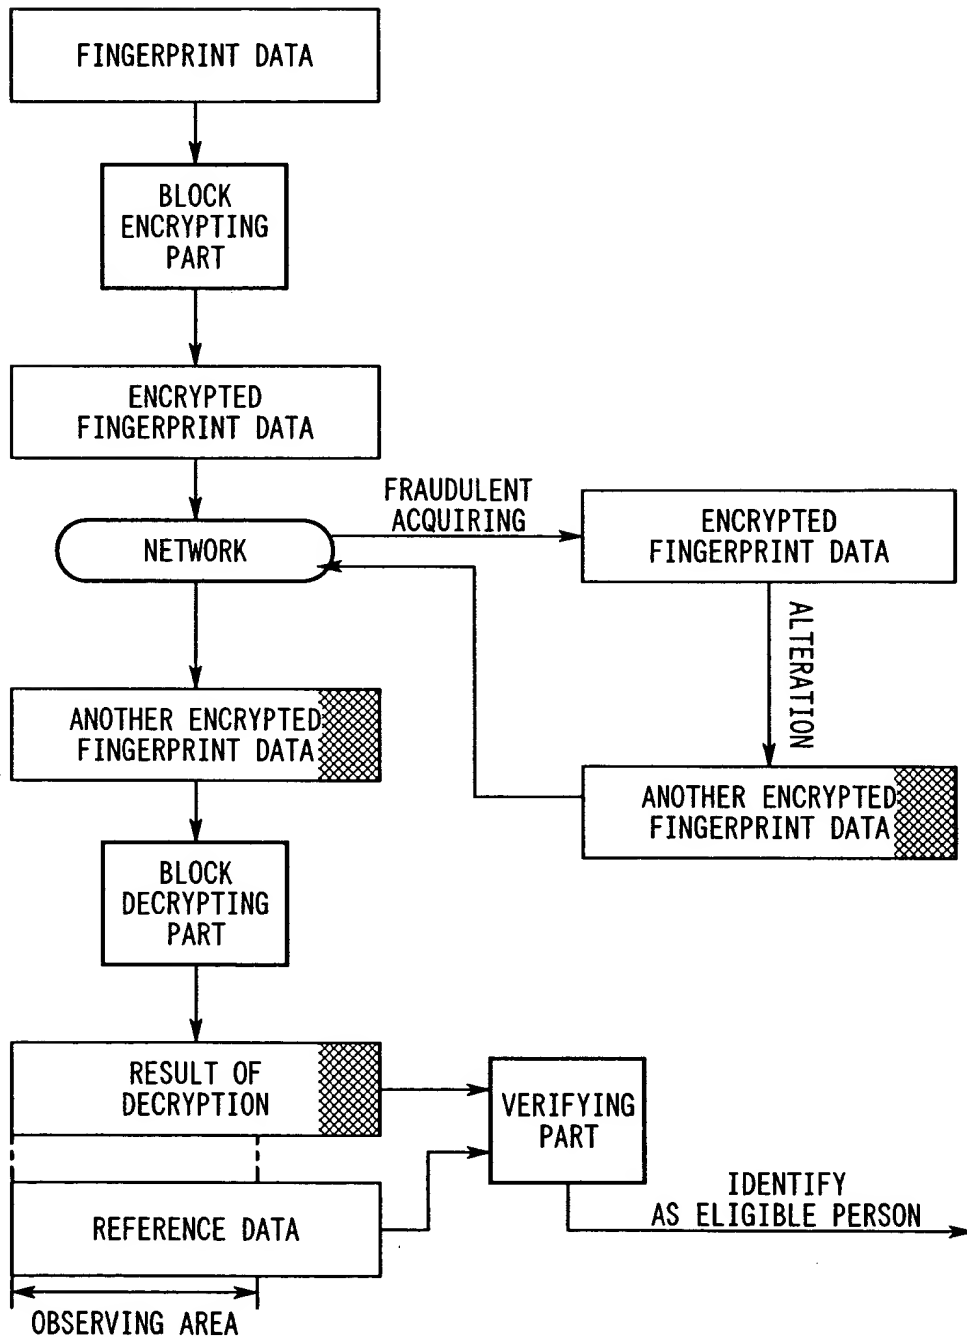 FINGERPRINT DATA
BLOCK
ENCRYPTING
PART
ENCRYPTED
FINGERPRINT DATA
NETWORK
FRAUDULENT
ACQUIRING
ENCRYPTED
FINGERPRINT DATA
ALTERATION
ANOTHER ENCRYPTED
FINGERPRINT DATA
ANOTHER ENCRYPTED
FINGERPRINT DATA
BLOCK
DECRYPTING
PART
RESULT OF
DECRYPTION
VERIFYING
PART
REFERENCE DATA
IDENTIFY
AS ELIGIBLE PERSON
OBSERVING AREA